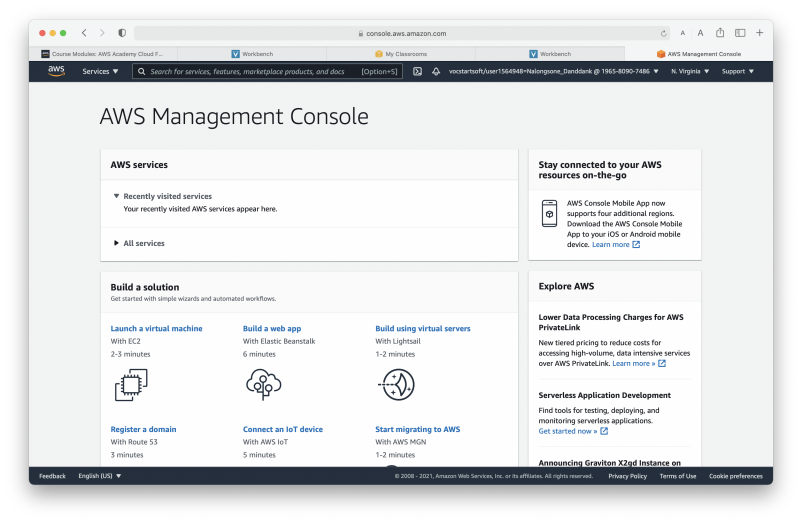 console.aws.amazon.com
A A
Course Modules: AWS Academy Cloud F...
Workbench
My Classrooms
Workbench
AWS Management Console
aws
Services
Search for services, features, marketplace products, and docs [Option+S]
vocstartsoft/user1564948=Nalongsone_Danddank @ 1965-8090-7486
N. Virginia
Support
AWS Management Console
AWS services
Recently visited services
Your recently visited AWS services appear here.
All services
Stay connected to your AWS
resources on-the-go
AWS Console Mobile App now
supports four additional regions.
Download the AWS Console Mobile
App to your iOS or Android mobile
device. Learn more
Build a solution
Get started with simple wizards and automated workflows.
Launch a virtual machine
With EC2
2-3 minutes
Build a web app
With Elastic Beanstalk
6 minutes
Build using virtual servers
With Lightsail
1-2 minutes
Register a domain
With Route 53
3 minutes
Connect an IoT device
With AWS IoT
5 minutes
Start migrating to AWS
With AWS MGN
1-2 minutes
Explore AWS
Lower Data Processing Charges for AWS
PrivateLink
New tiered pricing to reduce costs for
accessing high-volume, data intensive services
over AWS PrivateLink. Learn more »
Serverless Application Development
Find tools for testing, deploying, and
monitoring serverless applications.
Get started now »
Announcing Graviton X2gd Instance on
Feedback
English (US)
© 2008 - 2021, Amazon Web Services, Inc. or its affiliates. All rights reserved.
Privacy Policy
Terms of Use
Cookie preferences